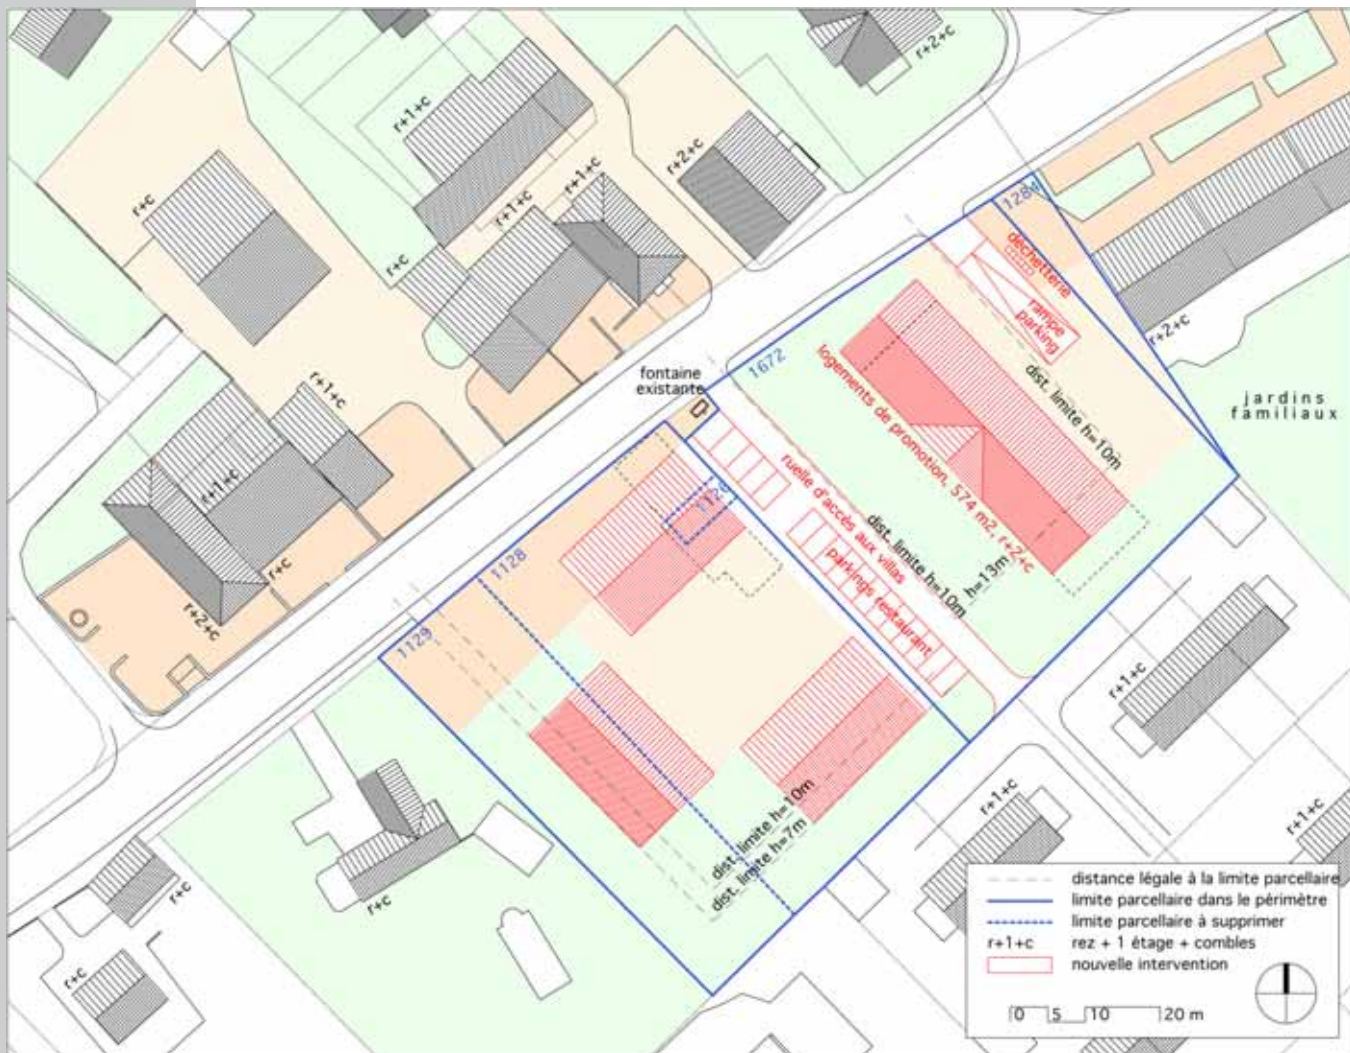 r+2+c
r+1+c
r+2+c
r+1+c
r+1+c
r+c
r+c
1284
déchetterie
rampe
parking
r+2+c
jardins
familiaux
fontaine
existante
1672
dist. limite h=10m
logements de promotion, 574 m2, r+2+c
ruelle d'accès aux villas
dist. limite h=10m
h=13m
parkings restaurant
r+1+c
r+1+c
r+c
r+2+c
1128
1129
dist. limite h=10m
dist. limite h=7m
r+1+c
r+1+c
r+1+c
r+c
r+c
r+c
distance légale à la limite parcellaire
limite parcellaire dans le périmètre
limite parcellaire à supprimer
r+1+c rez + 1 étage + combles
nouvelle intervention
0 5 10 20 m